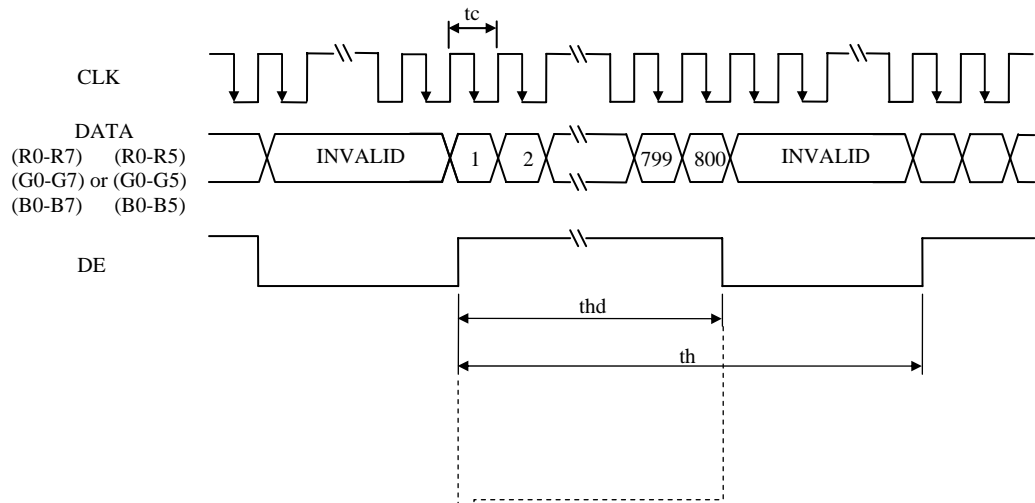 tc
CLK
DATA
(R0-R7) (R0-R5)
(G0-G7) or (G0-G5)
(B0-B7) (B0-B5)
INVALID 1 2 799 800 INVALID
DE
thd
th